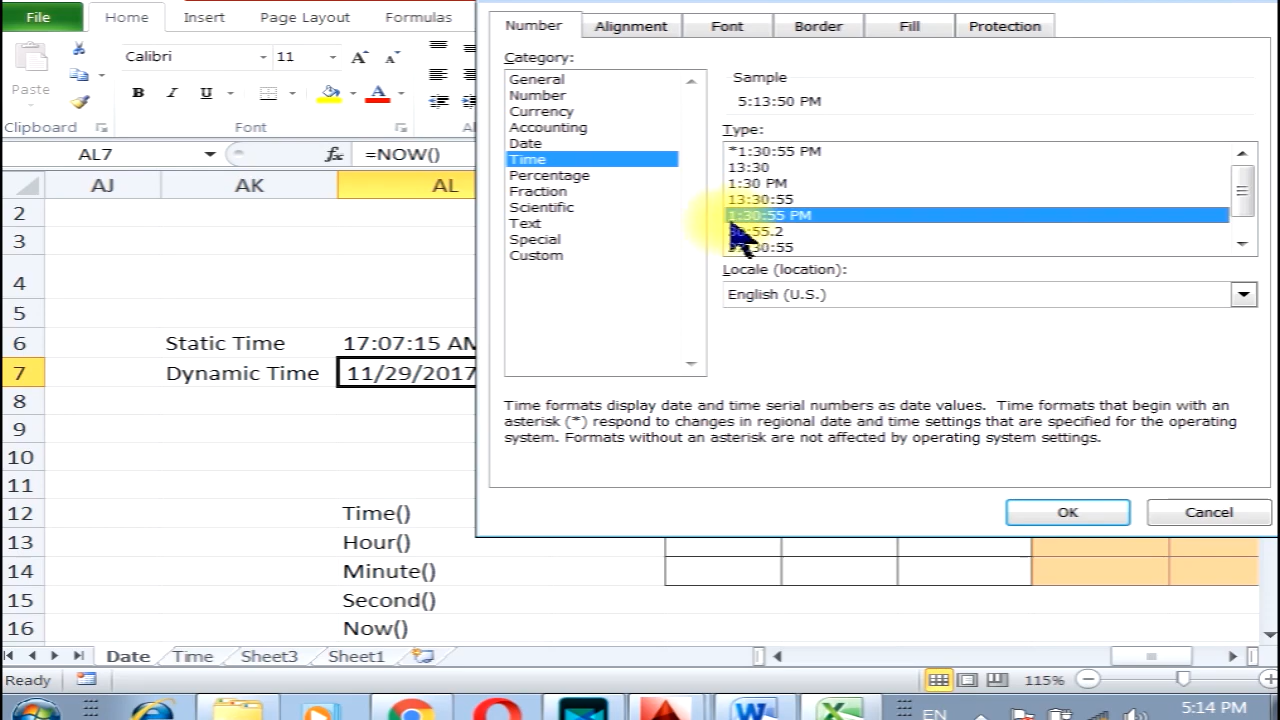 File Home Insert Page Layout Formulas
Calibri 11 A A
Paste B I U A
Clipboard Font
AL7 fx =NOW()
AJ AK AL
2
3
4
5
6 Static Time 17:07:15 AM
7 Dynamic Time 11/29/2017
8
9
10
11
12 Time()
13 Hour()
14 Minute()
15 Second()
16 Now()
Number Alignment Font Border Fill Protection
Category:
General
Number
Currency
Accounting
Date
Time
Percentage
Fraction
Scientific
Text
Special
Custom
Sample
5:13:50 PM
Type:
*1:30:55 PM
13:30
1:30 PM
13:30:55
1:30:55 PM
30:55.2
:30:55
Locale (location):
English (U.S.)
Time formats display date and time serial numbers as date values. Time formats that begin with an
asterisk (*) respond to changes in regional date and time settings that are specified for the operating
system. Formats without an asterisk are not affected by operating system settings.
OK Cancel
Date Time Sheet3 Sheet1
Ready 115%
EN 5:14 PM